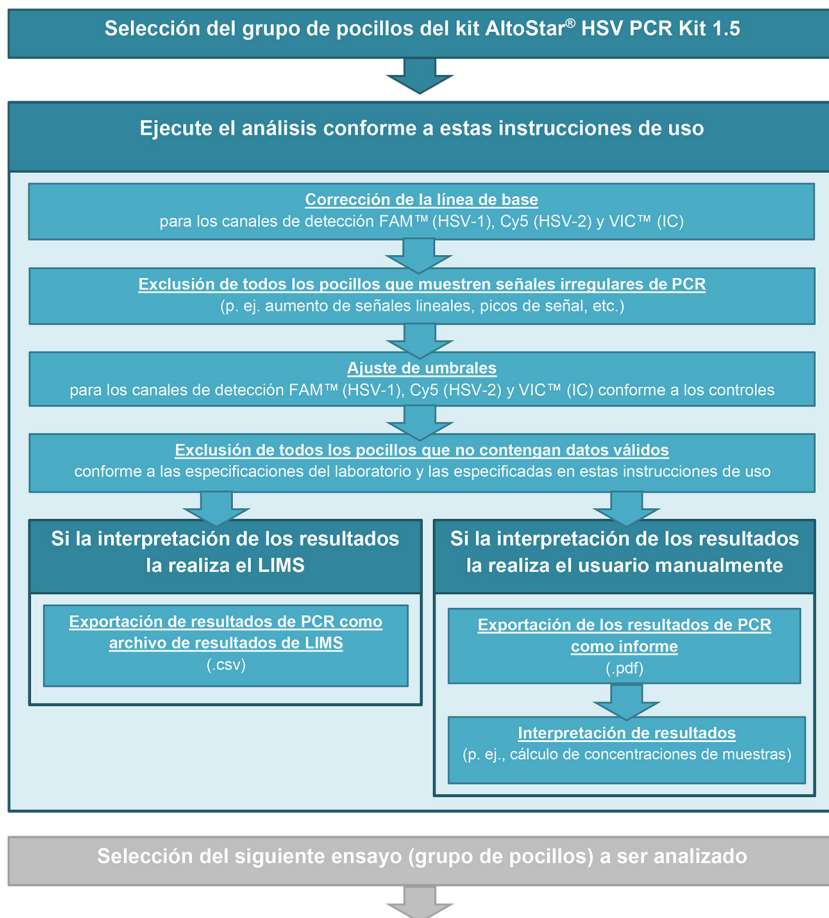 Selección del grupo de pocillos del kit AltoStar® HSV PCR Kit 1.5
Ejecute el análisis conforme a estas instrucciones de uso
Corrección de la línea de base
para los canales de detección FAM™ (HSV-1), Cy5 (HSV-2) y VIC™ (IC)
Exclusión de todos los pocillos que muestren señales irregulares de PCR
(p. ej. aumento de señales lineales, picos de señal, etc.)
Ajuste de umbrales
para los canales de detección FAM™ (HSV-1), Cy5 (HSV-2) y VIC™ (IC) conforme a los controles
Exclusión de todos los pocillos que no contengan datos válidos
conforme a las especificaciones del laboratorio y las especificadas en estas instrucciones de uso
Si la interpretación de los resultados
la realiza el LIMS
Exportación de resultados de PCR como
archivo de resultados de LIMS
(.csv)
Si la interpretación de los resultados
la realiza el usuario manualmente
Exportación de los resultados de PCR
como informe
(.pdf)
Interpretación de resultados
(p. ej., cálculo de concentraciones de muestras)
Selección del siguiente ensayo (grupo de pocillos) a ser analizado